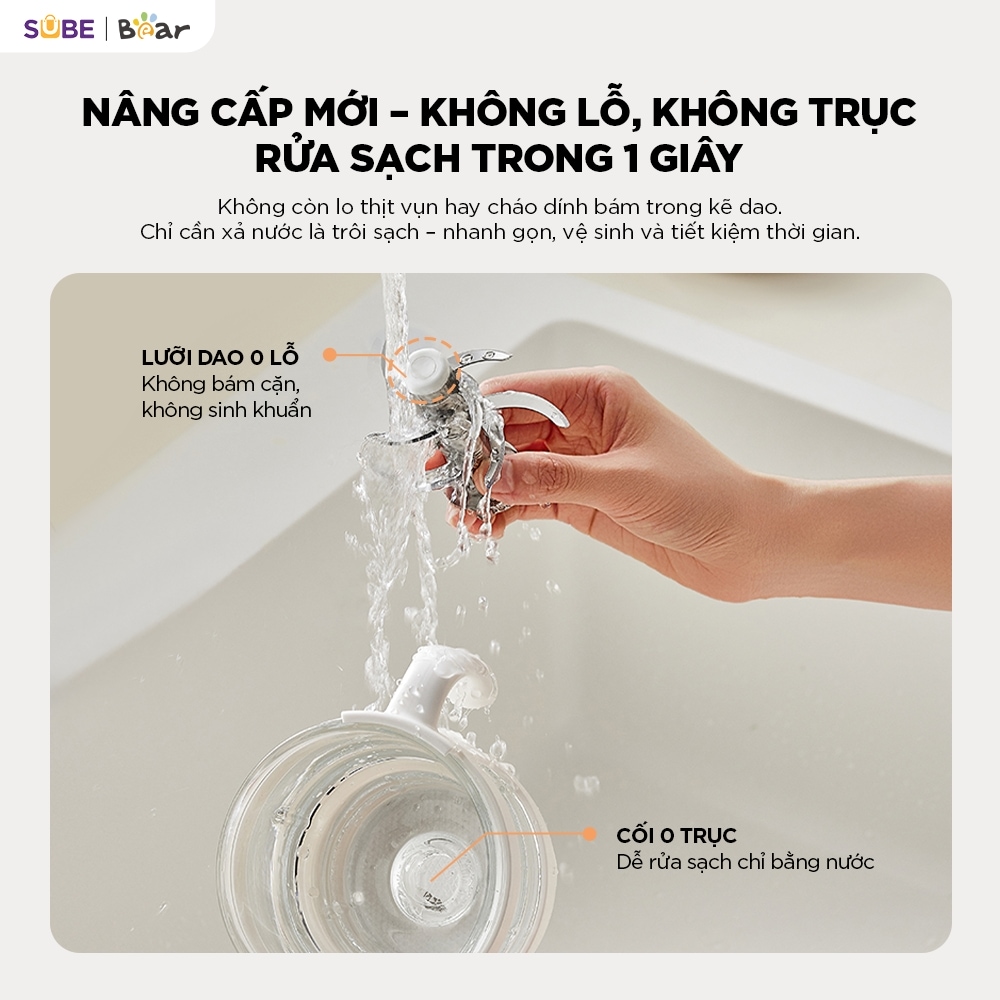 SUBE | Bear
NÂNG CẤP MỚI – KHÔNG LỖ, KHÔNG TRỤC
RỬA SẠCH TRONG 1 GIÂY
Không còn lo thịt vụn hay cháo dính bám trong kẽ dao.
Chỉ cần xả nước là trôi sạch – nhanh gọn, vệ sinh và tiết kiệm thời gian.
LƯỠI DAO 0 LỖ
Không bám cặn,
không sinh khuẩn
CỐI 0 TRỤC
Dễ rửa sạch chỉ bằng nước